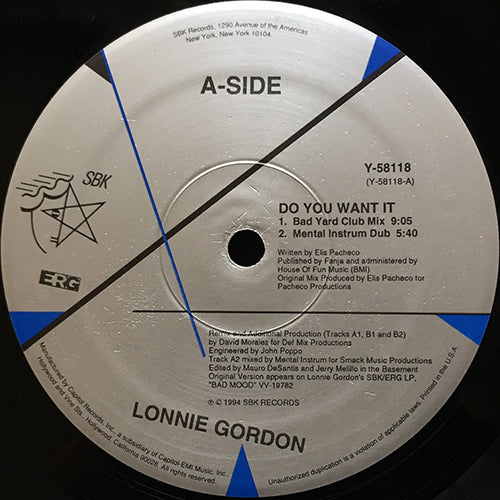 SBK Records, 1290 Avenue of the Americas
New York, New York 10104
A-SIDE
SBK
ERG
Y-58118
(Y-58118-A)
DO YOU WANT IT
1. Bad Yard Club Mix 9:05
2. Mental Instrum Dub 5:40
Written by Elis Pacheco
Published by Fanja and administered by
House Of Fun Music (BMI)
Original Mix Produced by Elis Pacheco for
Pacheco Productions
Remix and Additional Production (Tracks A1, B1 and B2)
by David Morales for Def Mix Productions
Engineered by John Poppo
Track A2 mixed by Mental Instrum for Smack Music Productions
Edited by Mauro DeSantis and Jerry Melillo in the Basement
Original Version appears on Lonnie Gordon's SBK/ERG LP,
"BAD MOOD" VV-19782
℗ © 1994 SBK RECORDS
LONNIE GORDON
Manufactured by Capitol Records, Inc., a subsidiary of Capitol-EMI Music, Inc.,
Hollywood and Vine Sts., Hollywood, California 90028. All rights reserved.
Unauthorized duplication is a violation of applicable laws. Printed in the U.S.A.